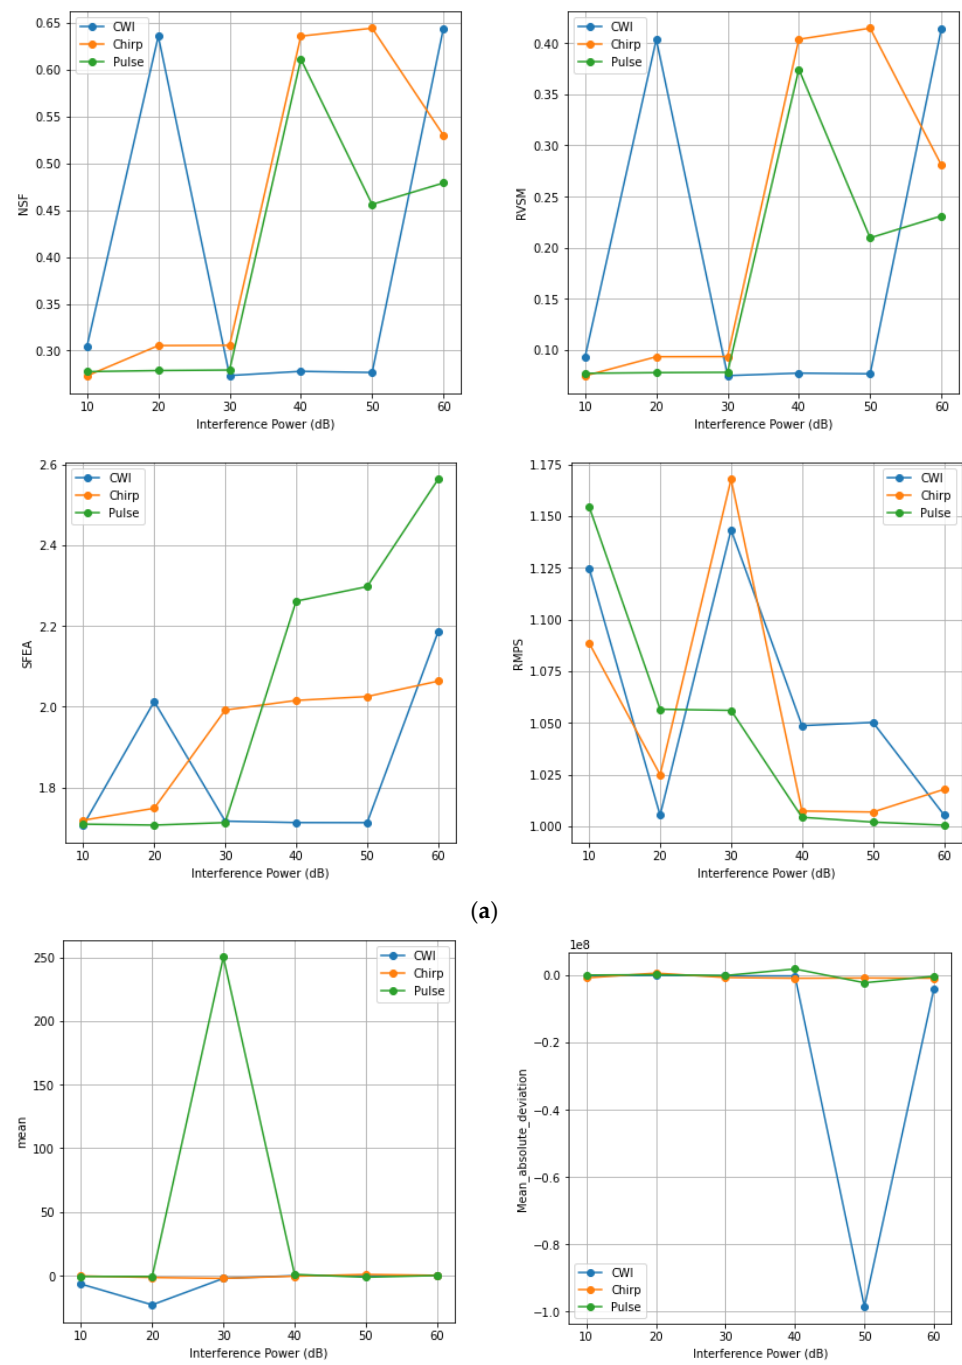 0.65
0.60
0.55
0.50
0.45
0.40
0.35
0.30
NSF
CWI
Chirp
Pulse
10 20 30 40 50 60
Interference Power (dB)
0.40
0.35
0.30
0.25
0.20
0.15
0.10
RVSM
CWI
Chirp
Pulse
10 20 30 40 50 60
Interference Power (dB)
2.6
2.4
2.2
2.0
1.8
SFEA
CWI
Chirp
Pulse
10 20 30 40 50 60
Interference Power (dB)
1.175
1.150
1.125
1.100
1.075
1.050
1.025
1.000
RMPS
CWI
Chirp
Pulse
10 20 30 40 50 60
Interference Power (dB)
(a)
250
200
150
100
50
0
mean
CWI
Chirp
Pulse
10 20 30 40 50 60
Interference Power (dB)
1e8
0.0
−0.2
−0.4
−0.6
−0.8
−1.0
Mean_absolute_deviation
CWI
Chirp
Pulse
10 20 30 40 50 60
Interference Power (dB)